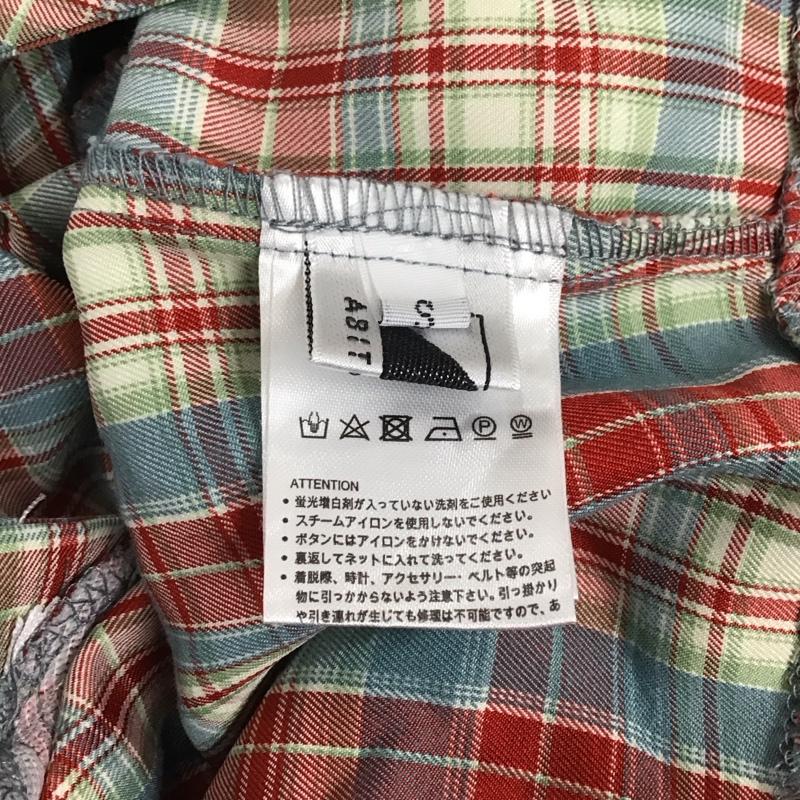 ATTENTION
• 蛍光増白剤が入っていない洗剤をご使用ください
• スチームアイロンを使用しないでください。
• ボタンにはアイロンをかけないでください。
• 裏返してネットに入れて洗ってください。
• 着脱際、時計、アクセサリー・ベルト等の突起
物に引っかからないよう注意下さい。引っ掛かり
や引き連れが生じても修理は不可能ですので、あ
P
W